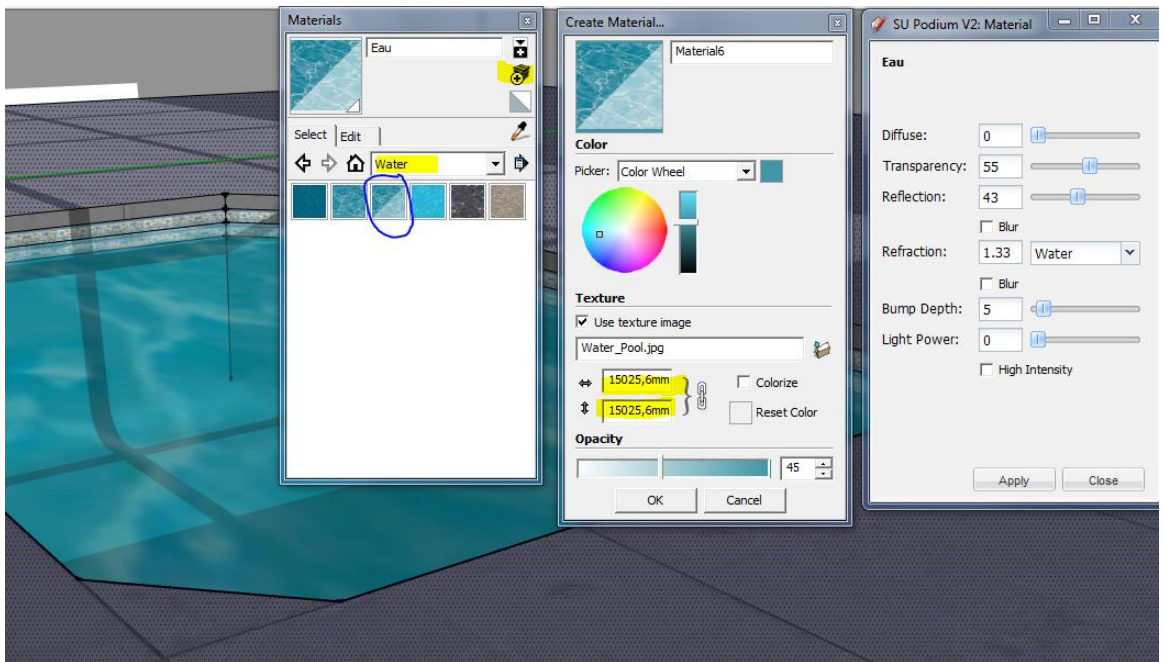 Materials
Eau
Select Edit
Water
Create Material...
Material6
Color
Picker: Color Wheel
Texture
Use texture image
Water_Pool.jpg
15025,6mm
15025,6mm
Colorize
Reset Color
Opacity
45
OK Cancel
SU Podium V2: Material
Eau
Diffuse: 0
Transparency: 55
Reflection: 43
Blur
Refraction: 1.33 Water
Blur
Bump Depth: 5
Light Power: 0
High Intensity
Apply Close